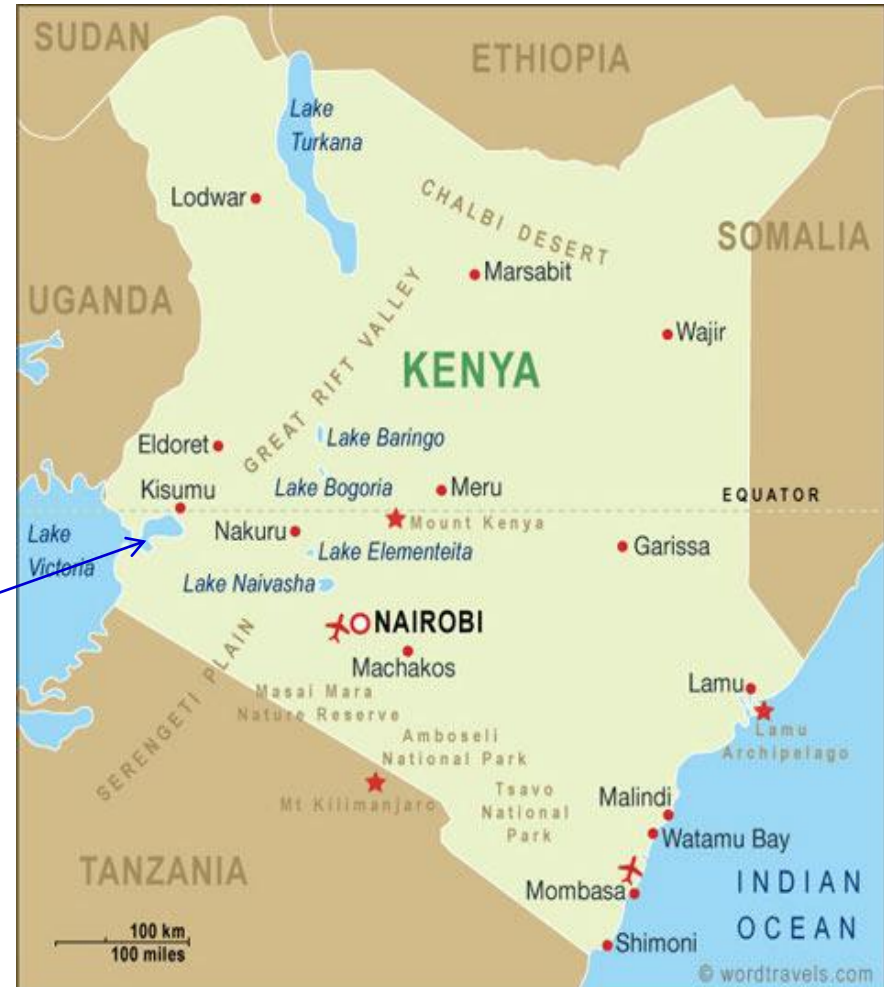 SUDAN
ETHIOPIA
Lake
Turkana
Lodwar
CHALBI DESERT
SOMALIA
Marsabit
UGANDA
Wajir
GREAT RIFT VALLEY
KENYA
Eldoret
Lake Baringo
Kisumu
Lake Bogoria
Meru
EQUATOR
Lake
Victoria
Nakuru
Mount Kenya
Lake Elementeita
Garissa
Lake Naivasha
NAIROBI
Machakos
SERENGETI PLAIN
Masai Mara
Nature Reserve
Lamu
Lamu
Archipelago
Amboseli
National Park
Mt Kilimanjaro
Tsavo
National
Park
Malindi
Watamu Bay
TANZANIA
Mombasa
INDIAN
OCEAN
100 km
100 miles
Shimoni
© wordtravels.com